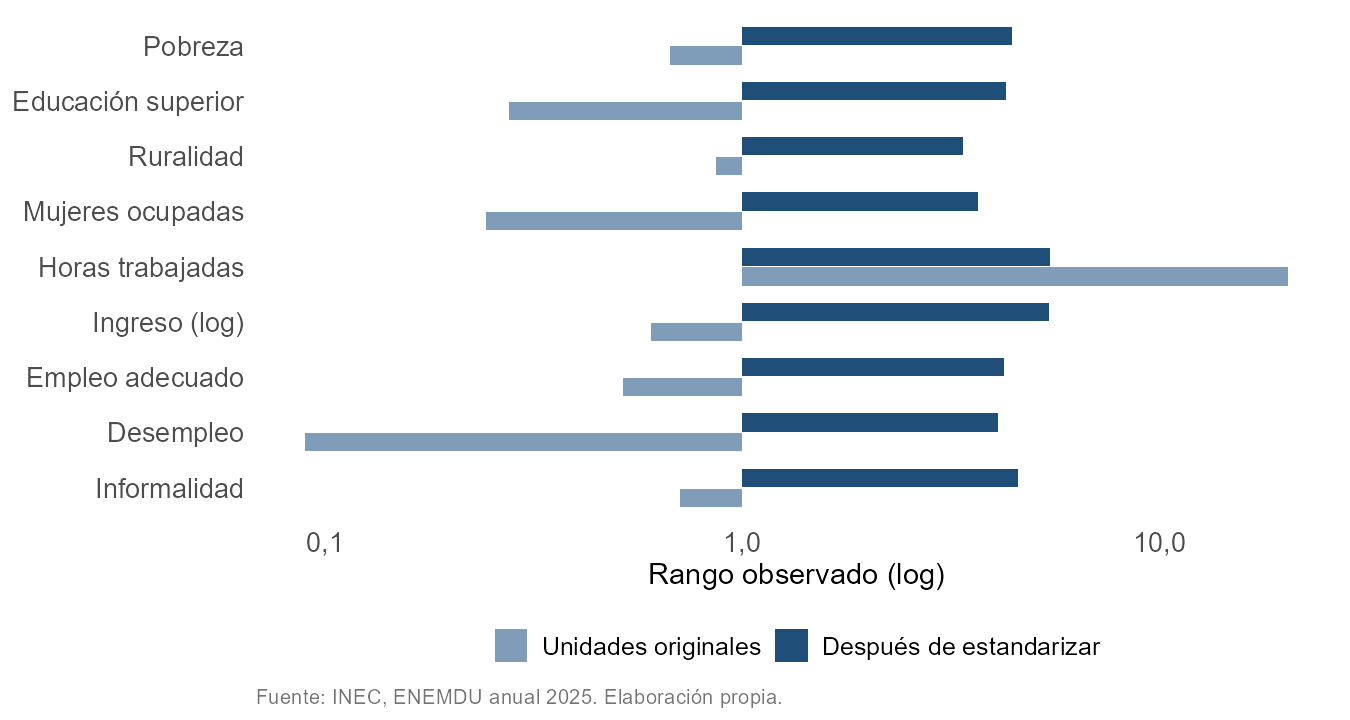 Pobreza
Educación superior
Ruralidad
Mujeres ocupadas
Horas trabajadas
Ingreso (log)
Empleo adecuado
Desempleo
Informalidad
0,1 1,0 10,0
Rango observado (log)
Unidades originales Después de estandarizar
Fuente: INEC, ENEMDU anual 2025. Elaboración propia.